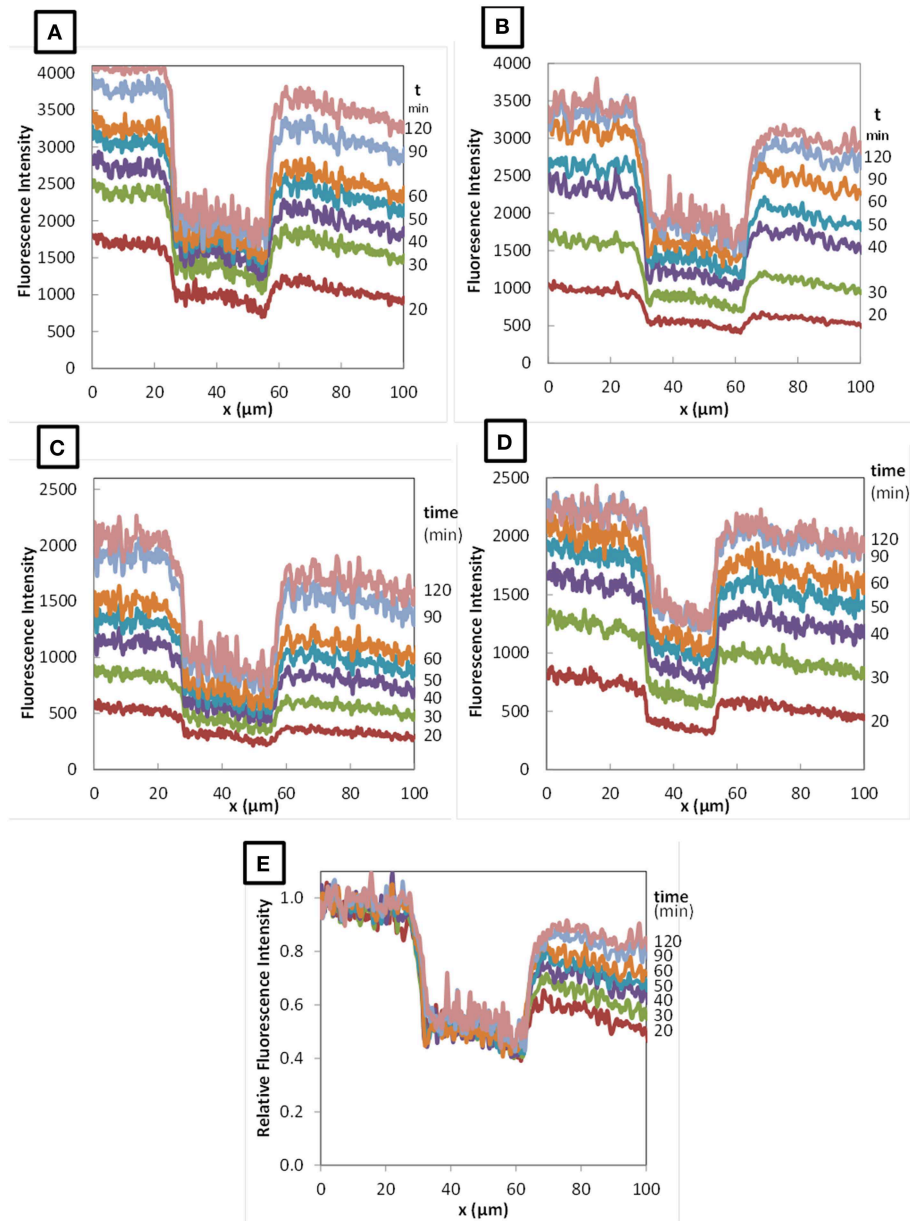 A
Fluorescence Intensity
4000
3500
3000
2500
2000
1500
1000
500
0
0 20 40 60 80 100
x (µm)
t
min
120
90
60
50
40
30
20
B
Fluoresence Intensity
4000
3500
3000
2500
2000
1500
1000
500
0
0 20 40 60 80 100
x (µm)
t
min
120
90
60
50
40
30
20
C
Fluorescence Intensity
2500
2000
1500
1000
500
0
0 20 40 60 80 100
x (µm)
time
(min)
120
90
60
50
40
30
20
D
Fluorescence Intensity
2500
2000
1500
1000
500
0
0 20 40 60 80 100
x (µm)
time
(min)
120
90
60
50
40
30
20
E
Relative Fluorescence Intensity
1.0
0.8
0.6
0.4
0.2
0.0
0 20 40 60 80 100
x (µm)
time
(min)
120
90
60
50
40
30
20